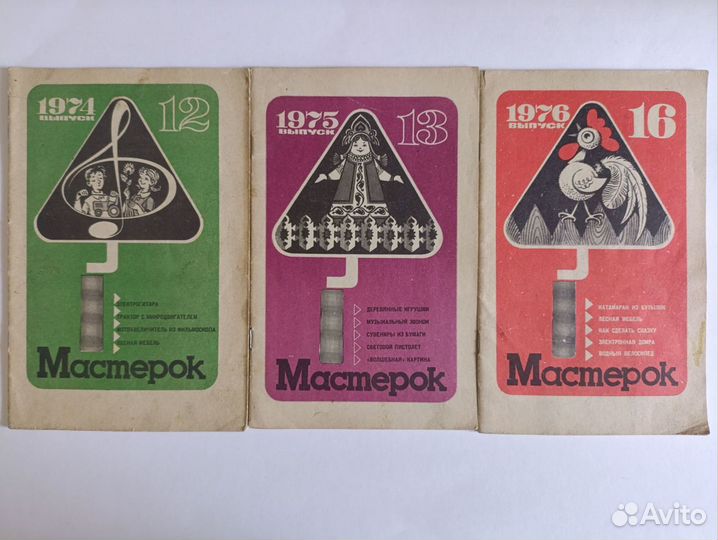 1974
ВЫПУСК
12
ЭЛЕКТРОГИТАРА
ТРАКТОР С МИКРОДВИГАТЕЛЕМ
ФОТОУВЕЛИЧИТЕЛЬ ИЗ ФИЛЬМОСКОПА
ЛЕСНАЯ МЕБЕЛЬ
Мастерок
1975
ВЫПУСК
13
ДЕРЕВЯННЫЕ ИГРУШКИ
МУЗЫКАЛЬНЫЙ ЗВОНОК
СУВЕНИРЫ ИЗ БУМАГИ
СВЕТОВОЙ ПИСТОЛЕТ
«ВОЛШЕБНАЯ» КАРТИНА
Мастерок
1976
ВЫПУСК
16
КАТАМАРАН ИЗ БУТЫЛОК
ЛЕСНАЯ МЕБЕЛЬ
КАК СДЕЛАТЬ СКАЗКУ
ЭЛЕКТРОННАЯ ДОМРА
ВОДНЫЙ ВЕЛОСИПЕД
Мастерок
Avito